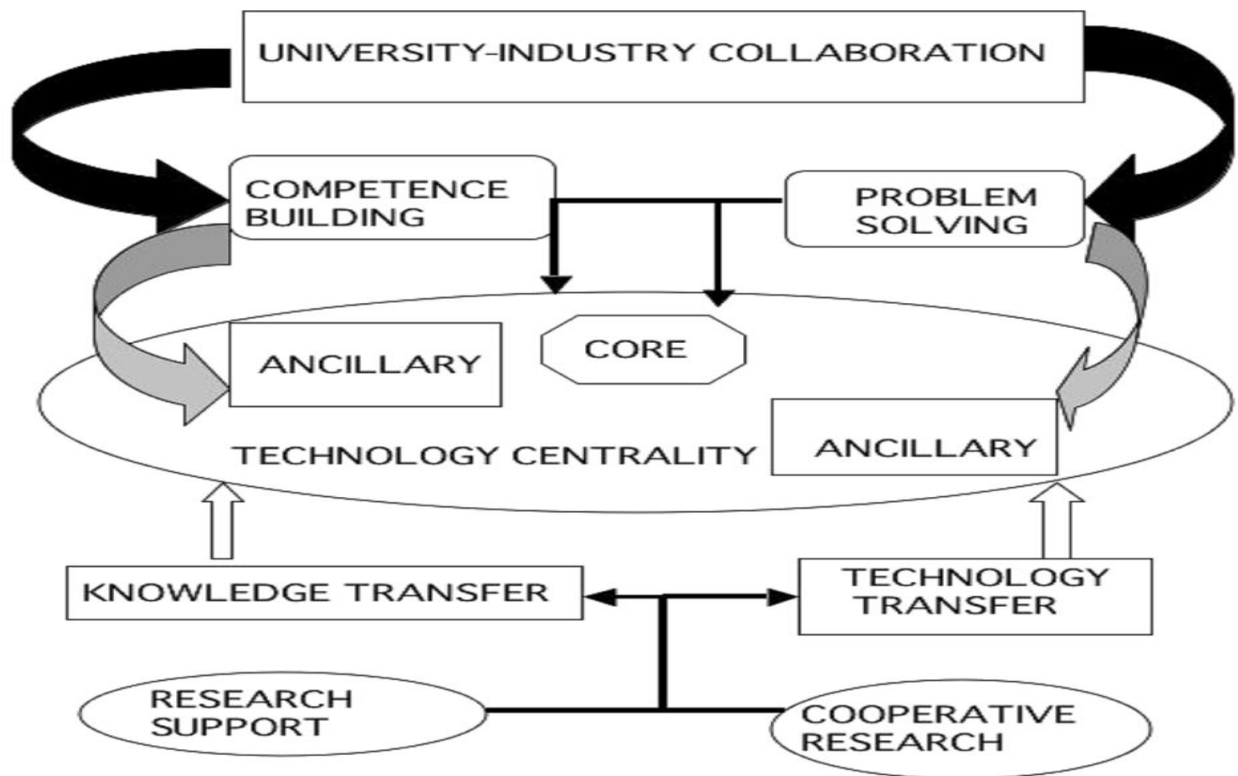 UNIVERSITY-INDUSTRY COLLABORATION
COMPETENCE
BUILDING
PROBLEM
SOLVING
CORE
ANCILLARY
ANCILLARY
TECHNOLOGY CENTRALITY
KNOWLEDGE TRANSFER
TECHNOLOGY
TRANSFER
RESEARCH
SUPPORT
COOPERATIVE
RESEARCH